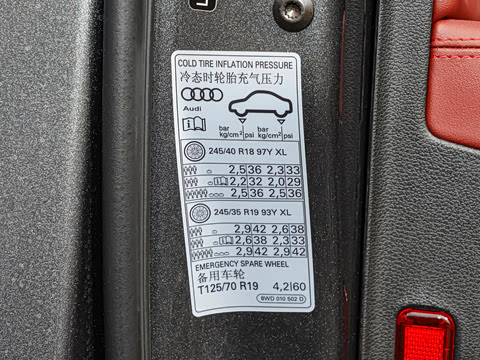 COLD TIRE INFLATION PRESSURE
冷态时轮胎充气压力
Audi
bar kg/cm² psi bar kg/cm² psi
245/40 R18 97Y XL
2,5 36 2,3 33
2,2 32 2,0 29
2,5 36 2,5 36
245/35 R19 93Y XL
2,9 42 2,6 38
2,6 38 2,3 33
2,9 42 2,9 42
EMERGENCY SPARE WHEEL
备用车轮
T125/70 R19 4,2 60
8WD 010 502 D